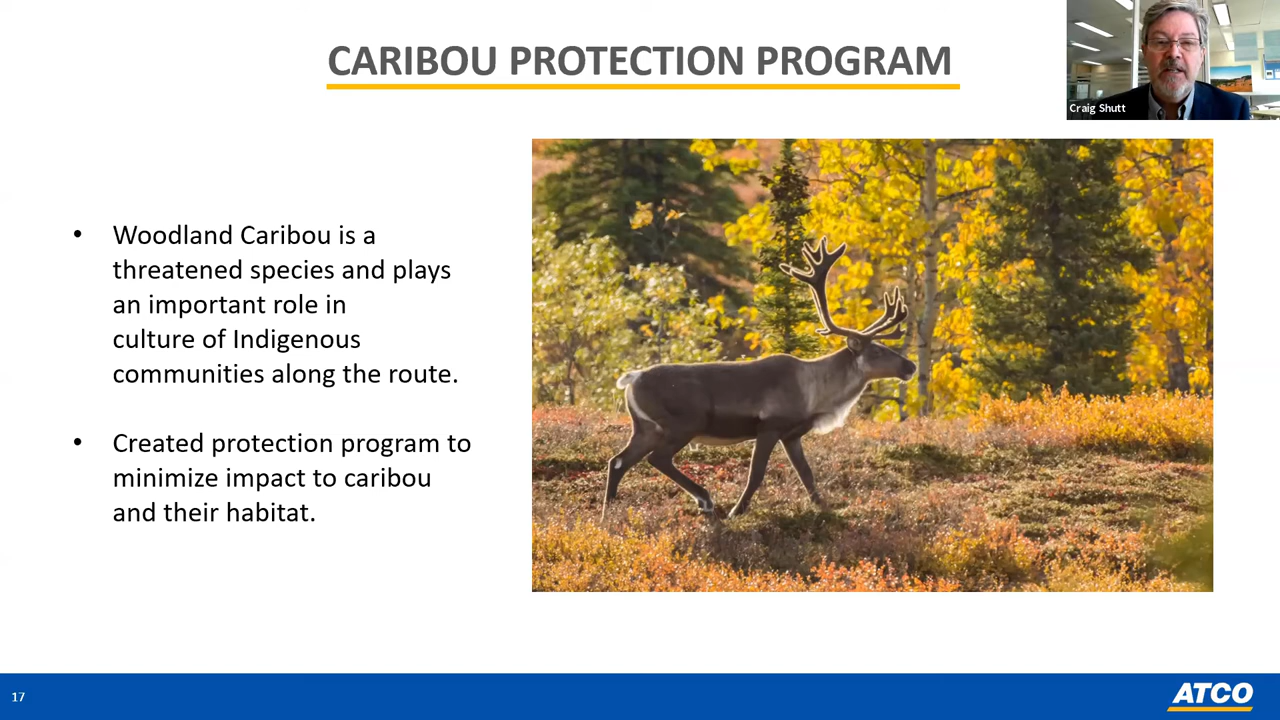 CARIBOU PROTECTION PROGRAM
Craig Shutt
• Woodland Caribou is a
threatened species and plays
an important role in
culture of Indigenous
communities along the route.
• Created protection program to
minimize impact to caribou
and their habitat.
17
ATCO